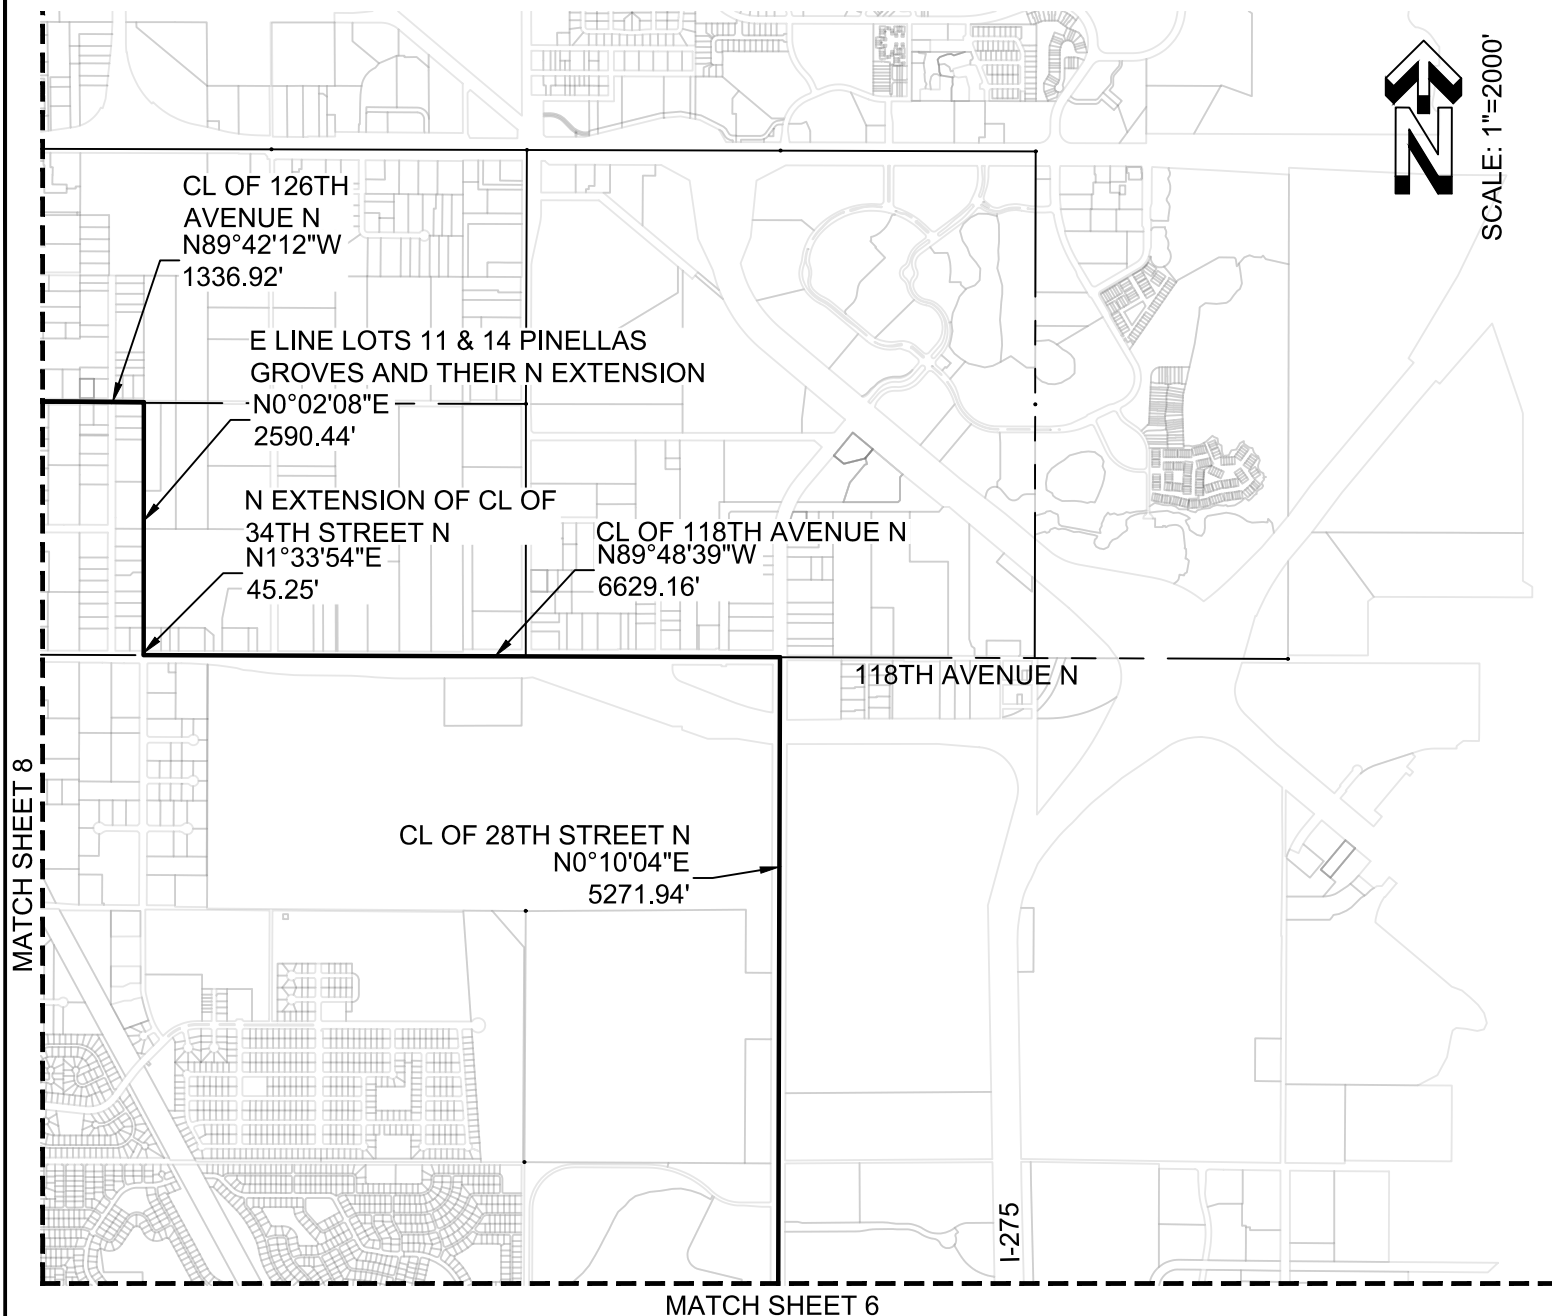 SCALE: 1"=2000'
CL OF 126TH
AVENUE N
N89°42'12"W
1336.92'
E LINE LOTS 11 & 14 PINELLAS
GROVES AND THEIR N EXTENSION
N0°02'08"E
2590.44'
N EXTENSION OF CL OF
34TH STREET N
N1°33'54"E
45.25'
CL OF 118TH AVENUE N
N89°48'39"W
6629.16'
118TH AVENUE N
CL OF 28TH STREET N
N0°10'04"E
5271.94'
MATCH SHEET 8
I-275
MATCH SHEET 6
N